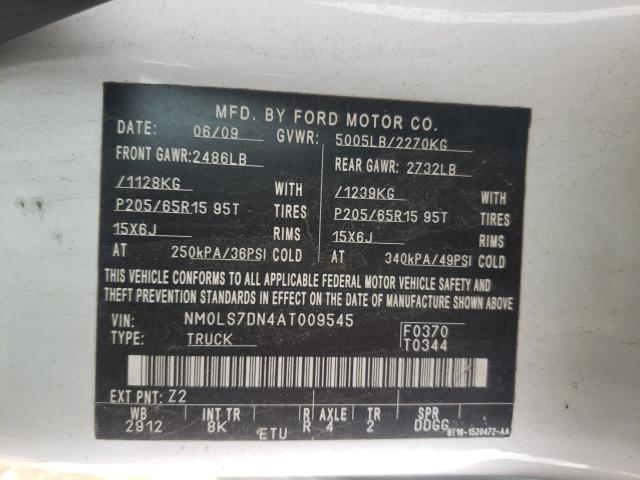 MFD. BY FORD MOTOR CO.
DATE: 06/09 GVWR: 5005LB/2270KG
FRONT GAWR: 2486LB REAR GAWR: 2732LB
/1128KG WITH /1239KG WITH
P205/65R15 95T TIRES P205/65R15 95T TIRES
15X6J RIMS 15X6J RIMS
AT 250kPA/36PSI COLD AT 340kPA/49PSI COLD
THIS VEHICLE CONFORMS TO ALL APPLICABLE FEDERAL MOTOR VEHICLE SAFETY AND
THEFT PREVENTION STANDARDS IN EFFECT ON THE DATE OF MANUFACTURE SHOWN ABOVE.
VIN: NM0LS7DN4AT009545 F0370
TYPE: TRUCK T0344
EXT PNT: Z2
WB INT TR R AXLE TR SPR
2912 8K ETU R 4 2 DDGG
9T16-1520472-AA